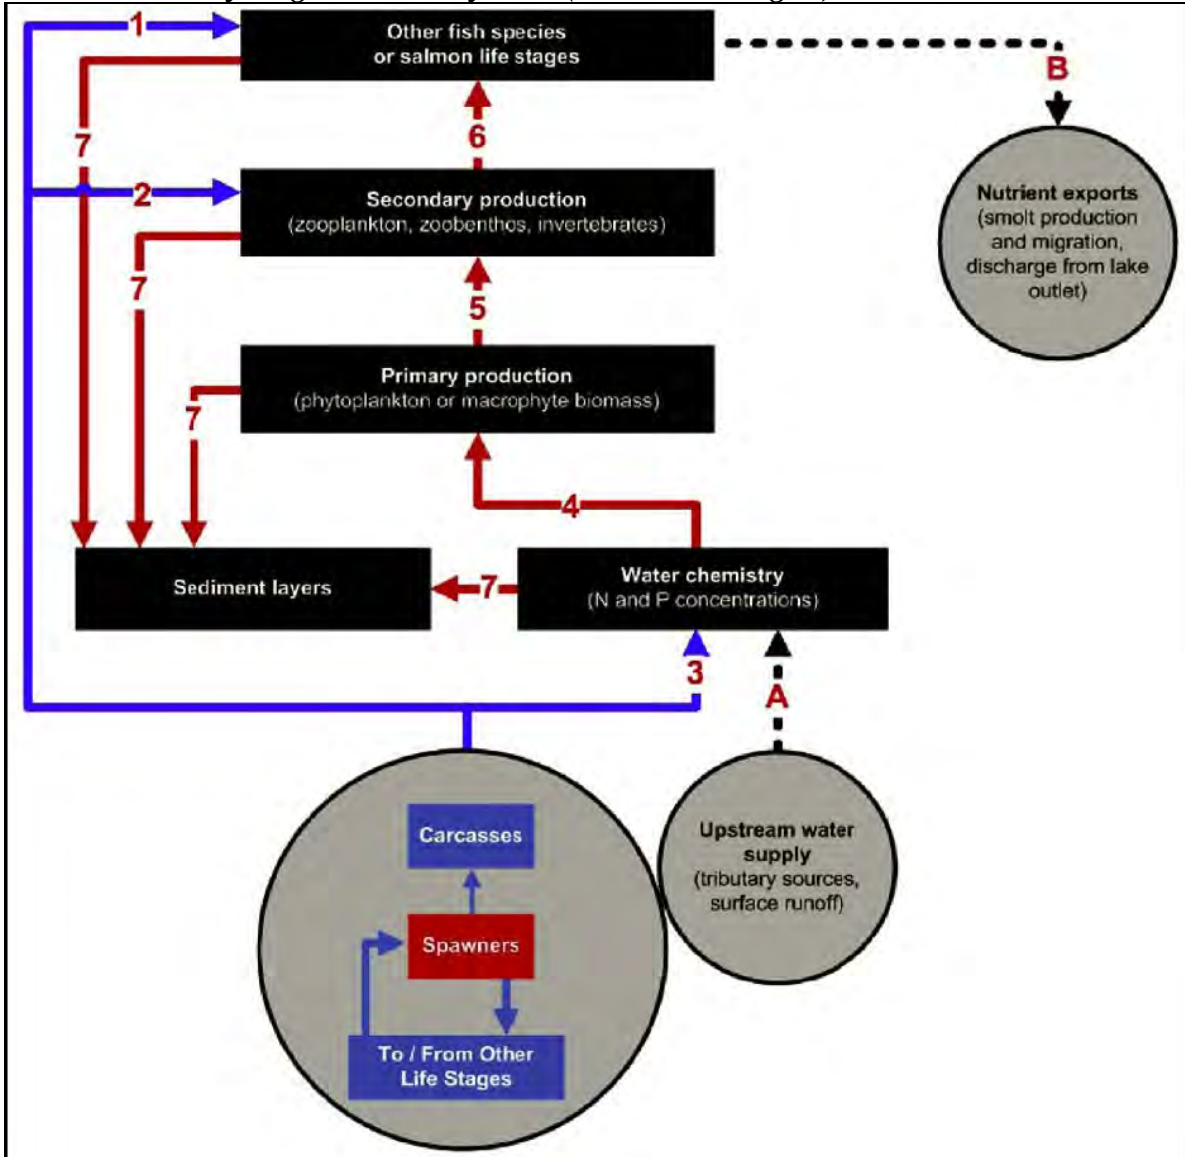 1
Other fish species
or salmon life stages
B
7
6
Nutrient exports
(smolt production
and migration,
discharge from lake
outlet)
2
Secondary production
(zooplankton, zoobenthos, invertebrates)
7
5
Primary production
(phytoplankton or macrophyte biomass)
7
4
Sediment layers
7
Water chemistry
(N and P concentrations)
3
A
Carcasses
Spawners
To / From Other
Life Stages
Upstream water
supply
(tributary sources,
surface runoff)